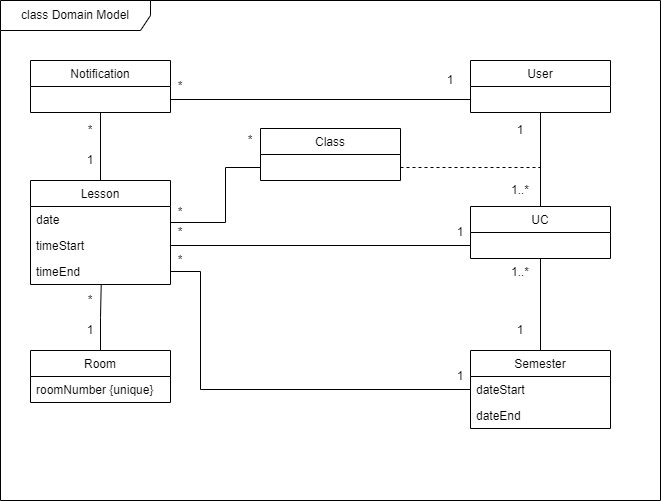 class Domain Model
Notification
User
*
1
*
1
1
1..*
Class
*
*
Lesson
date
timeStart
timeEnd
*
1
UC
*
1
1..*
1
*
1
Room
roomNumber {unique}
Semester
dateStart
dateEnd